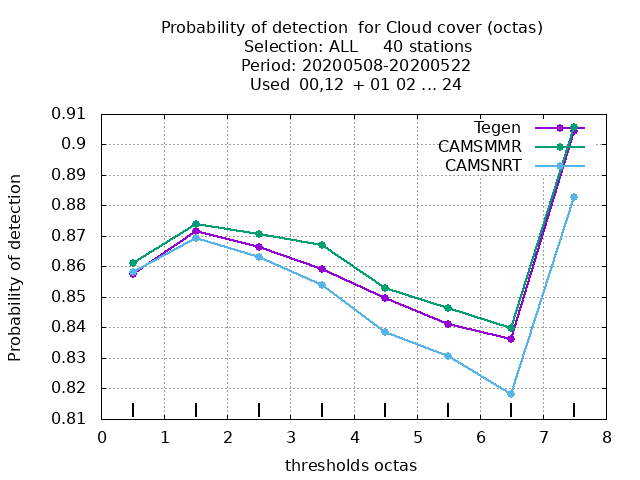 Probability of detection  for Cloud cover (octas)
Selection: ALL     40 stations
Period: 20200508-20200522
Used  00,12  + 01 02 ... 24
0.91
0.9
0.89
0.88
0.87
0.86
0.85
0.84
0.83
0.82
0.81
Probability of detection
Tegen
CAMSMMR
CAMSNRT
0 1 2 3 4 5 6 7 8
thresholds octas